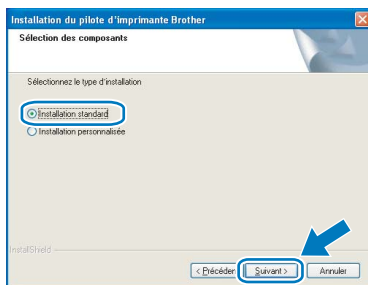 Installation du pilote d'imprimante Brother
Sélection des composants
Sélectionnez le type d'installation
Installation standard
Installation personnalisée
InstallShield
< Précéden
Suivant >
Annuler